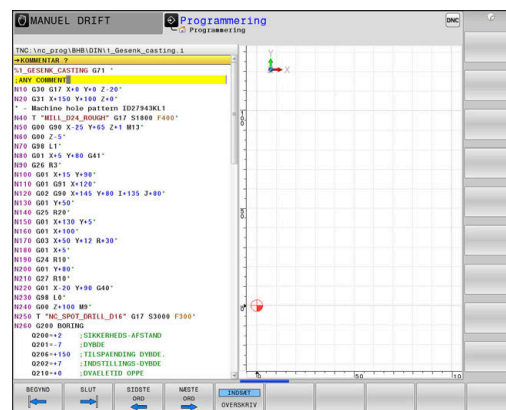 MANUEL DRIFT
Programmering
Programmering
DNC
TNC:\nc_prog\BHB\DIN\1_Gesenk_casting.i
→KOMMENTAR ?
%1_GESENK_CASTING G71 *
;ANY COMMENT
N10 G30 G17 X+0 Y+0 Z-20*
N20 G31 X+150 Y+100 Z+0*
* - Machine hole pattern ID27943KL1
N40 T "MILL_D24_ROUGH" G17 S1800 F400*
N50 G00 G90 X-25 Y+65 Z+1 M13*
N60 G00 Z-5*
N70 G98 L1*
N80 G01 X+5 Y+80 G41*
N90 G26 R3*
N100 G01 X+15 Y+90*
N110 G01 G91 X+120*
N120 G02 G90 X+145 Y+80 I+135 J+80*
N130 G01 Y+50*
N140 G25 R20*
N150 G01 X+130 Y+5*
N160 G01 X+100*
N170 G03 X+50 Y+12 R+30*
N180 G01 X+5*
N190 G24 R10*
N200 G01 Y+80*
N210 G27 R10*
N220 G01 X-20 Y+90 G40*
N230 G98 L0*
N240 G00 Z+100 M9*
N250 T "NC_SPOT_DRILL_D16" G17 S3000 F300*
N260 G200 BORING
Q200=+2 ;SIKKERHEDS-AFSTAND
Q201=-7 ;DYBDE
Q206=+150 ;TILSPAENDING DYBDE.
Q202=+7 ;INDSTILLINGS-DYBDE
Q210=+0 ;DVAELETID OPPE
Y
X
100
50
0
0
50
10
BEGYND
SLUT
SIDSTE
ORD
NÆSTE
ORD
INDSÆT
OVERSKRIV